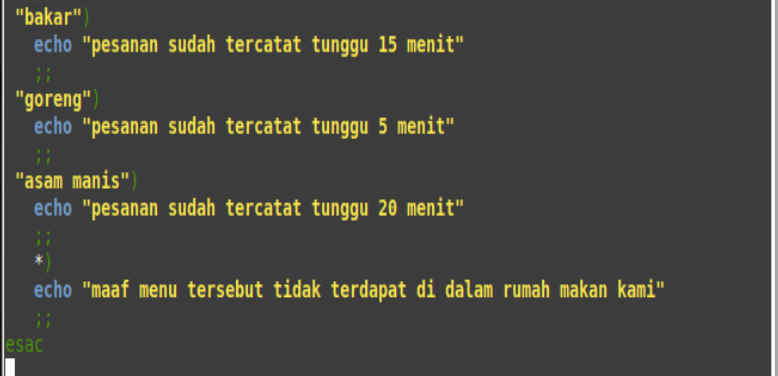 "bakar")
echo "pesanan sudah tercatat tunggu 15 menit"
;;
"goreng")
echo "pesanan sudah tercatat tunggu 5 menit"
;;
"asam manis")
echo "pesanan sudah tercatat tunggu 20 menit"
;;
*)
echo "maaf menu tersebut tidak terdapat di dalam rumah makan kami"
;;
esac